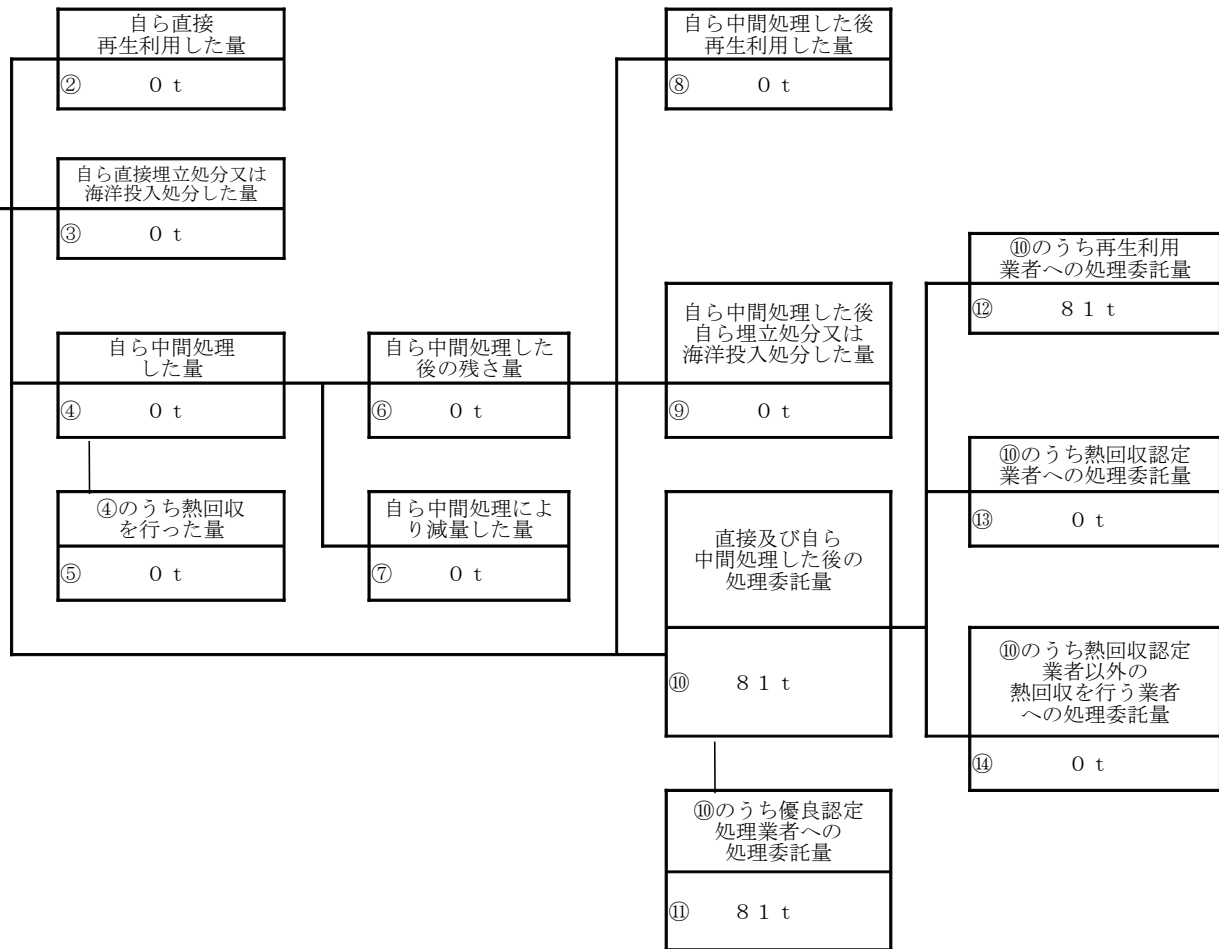 自ら直接
再生利用した量
② 0 t
自ら中間処理した後
再生利用した量
⑧ 0 t
自ら直接埋立処分又は
海洋投入処分した量
③ 0 t
⑩のうち再生利用
業者への処理委託量
⑫ 8 1 t
自ら中間処理した後
自ら埋立処分又は
海洋投入処分した量
⑨ 0 t
自ら中間処理
した量
④ 0 t
自ら中間処理した
後の残さ量
⑥ 0 t
⑩のうち熱回収認定
業者への処理委託量
⑬ 0 t
④のうち熱回収
を行った量
⑤ 0 t
自ら中間処理によ
り減量した量
⑦ 0 t
直接及び自ら
中間処理した後の
処理委託量
⑩ 8 1 t
⑩のうち熱回収認定
業者以外の
熱回収を行う業者
への処理委託量
⑭ 0 t
⑩のうち優良認定
処理業者への
処理委託量
⑪ 8 1 t